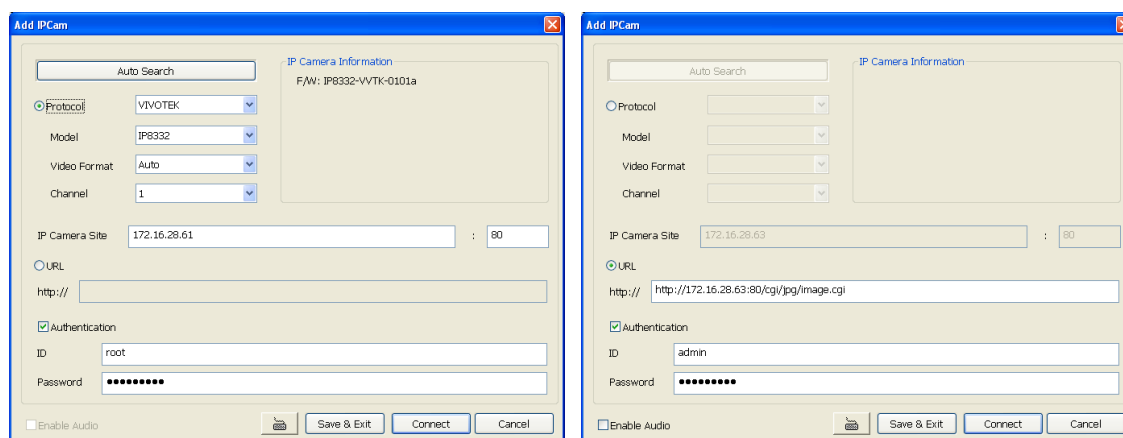 Add IPCam
Auto Search
IP Camera Information
F/W: IP8332-VVTK-0101a
Protocol VIVOTEK
Model IP8332
Video Format Auto
Channel 1
IP Camera Site 172.16.28.61 : 80
URL
http://
Authentication
ID root
Password ●●●●●●●●●
Enable Audio Save & Exit Connect Cancel
Add IPCam
Auto Search
IP Camera Information
Protocol
Model
Video Format
Channel
IP Camera Site 172.16.28.63 : 80
URL
http:// http://172.16.28.63:80/cgi/jpg/image.cgi
Authentication
ID admin
Password ●●●●●●●●●
Enable Audio Save & Exit Connect Cancel